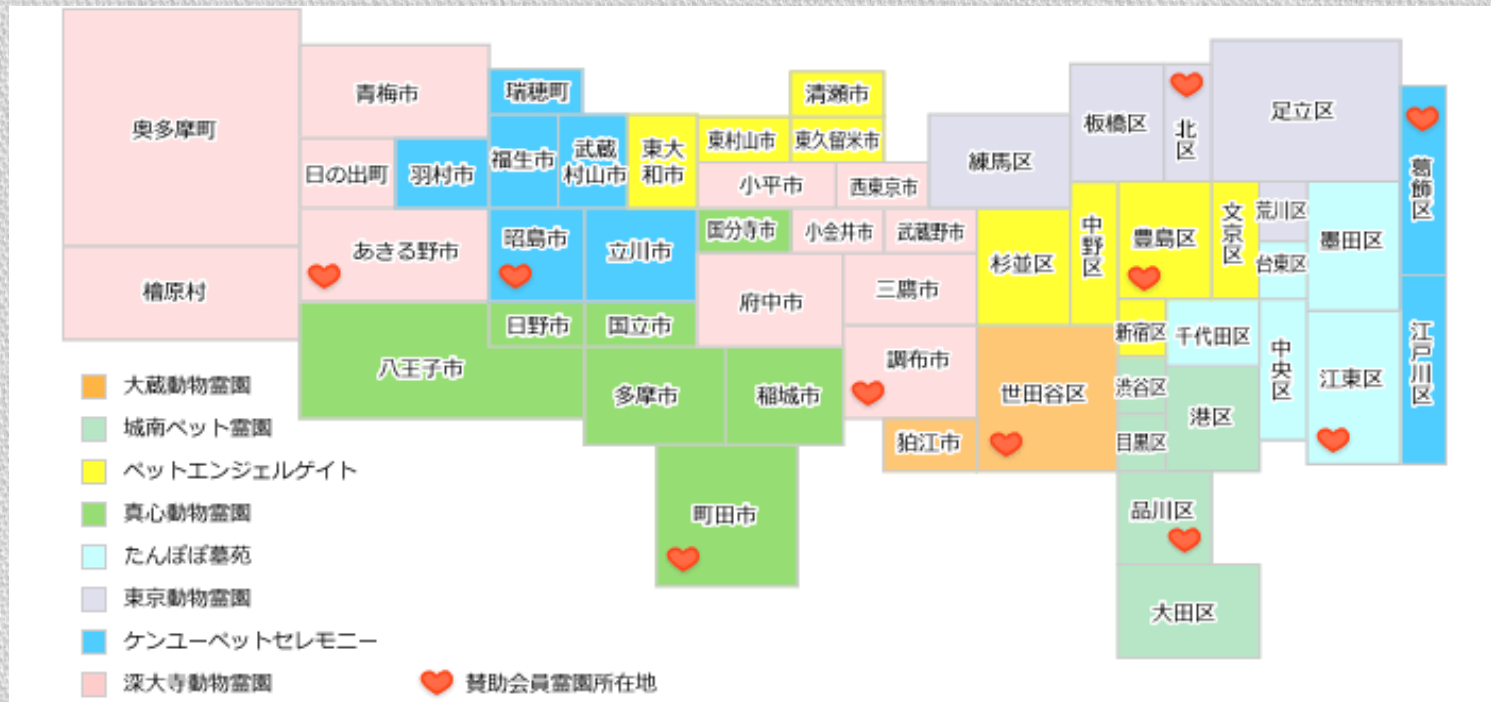 奥多摩町
青梅市
瑞穂町
清瀬市
板橋区
北区
足立区
葛飾区
日の出町
羽村市
福生市
武蔵
村山市
東大
和市
東村山市
東久留米市
小平市
西東京市
練馬区
檜原村
あきる野市
昭島市
立川市
国分寺市
小金井市
武蔵野市
杉並区
中野区
豊島区
文京区
荒川区
台東区
墨田区
府中市
三鷹市
八王子市
日野市
国立市
多摩市
稲城市
調布市
狛江市
世田谷区
新宿区
千代田区
渋谷区
目黒区
港区
中央区
江東区
江戸川区
町田市
品川区
大田区
大蔵動物霊園
城南ペット霊園
ペットエンジェルゲイト
真心動物霊園
たんぽぽ墓苑
東京動物霊園
ケンユーペットセレモニー
深大寺動物霊園
賛助会員霊園所在地